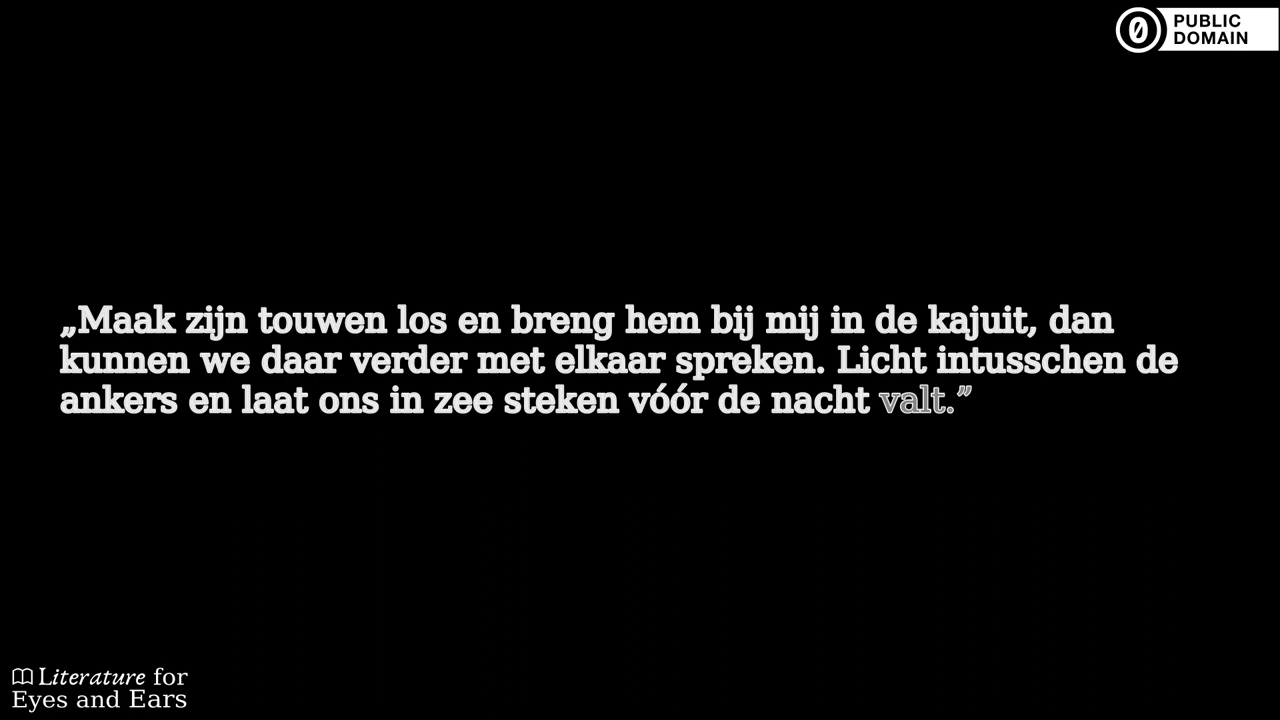 PUBLIC
DOMAIN
„Maak zijn touwen los en breng hem bij mij in de kajuit, dan
kunnen we daar verder met elkaar spreken. Licht intusschen de
ankers en laat ons in zee steken vóór de nacht valt.”
Literature for
Eyes and Ears